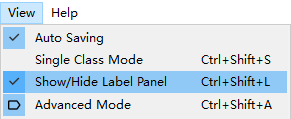 View Help
Auto Saving
Single Class Mode Ctrl+Shift+S
Show/Hide Label Panel Ctrl+Shift+L
Advanced Mode Ctrl+Shift+A